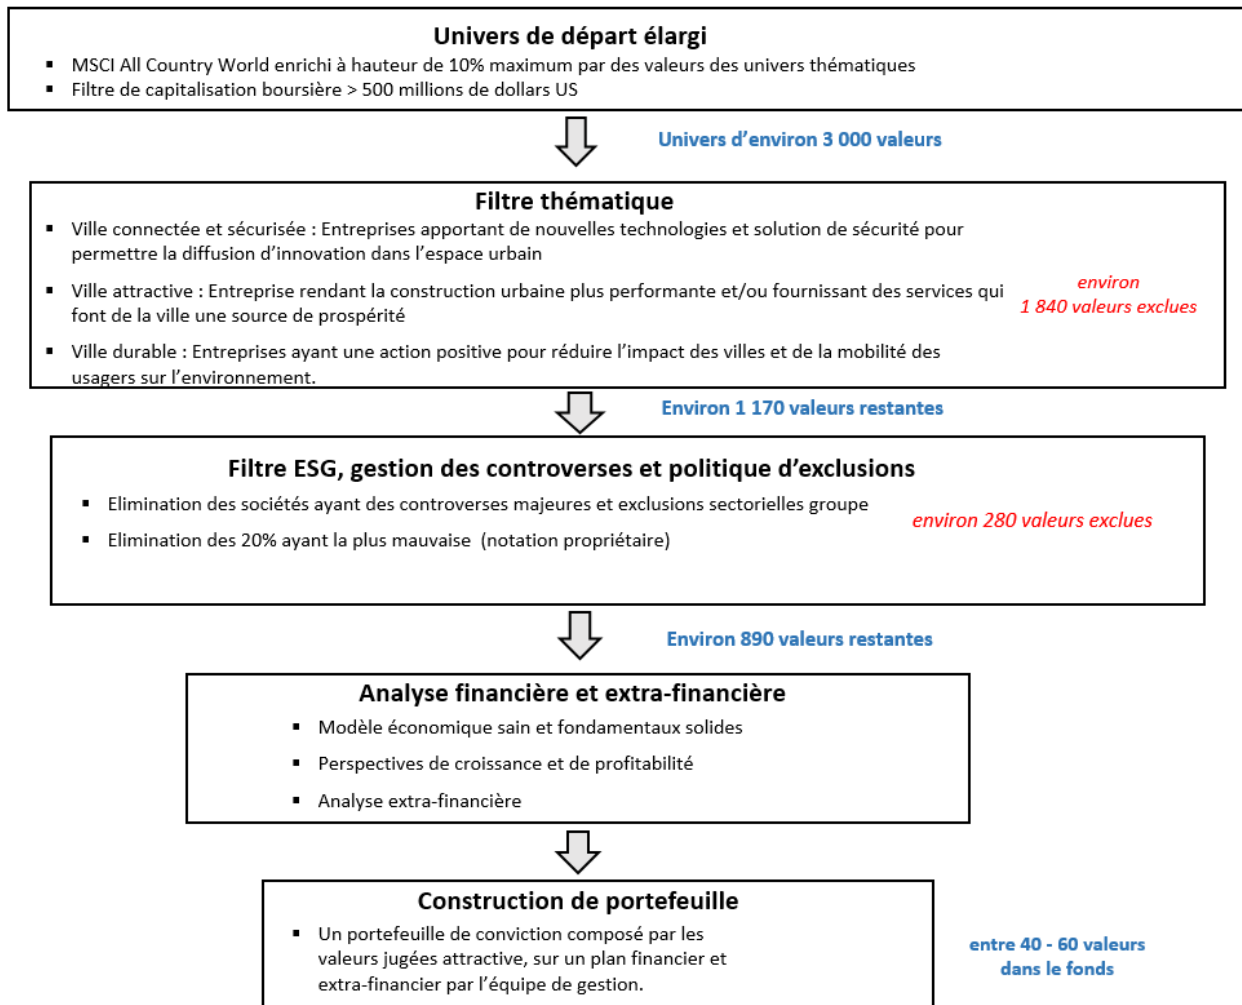 Univers de départ élargi
▪ MSCI All Country World enrichi à hauteur de 10% maximum par des valeurs des univers thématiques
▪ Filtre de capitalisation boursière > 500 millions de dollars US
Univers d'environ 3 000 valeurs
Filtre thématique
▪ Ville connectée et sécurisée : Entreprises apportant de nouvelles technologies et solution de sécurité pour
permettre la diffusion d'innovation dans l'espace urbain
▪ Ville attractive : Entreprise rendant la construction urbaine plus performante et/ou fournissant des services qui
font de la ville une source de prospérité
environ
1 840 valeurs exclues
▪ Ville durable : Entreprises ayant une action positive pour réduire l'impact des villes et de la mobilité des
usagers sur l'environnement.
Environ 1 170 valeurs restantes
Filtre ESG, gestion des controverses et politique d'exclusions
▪ Elimination des sociétés ayant des controverses majeures et exclusions sectorielles groupe
environ 280 valeurs exclues
▪ Elimination des 20% ayant la plus mauvaise (notation propriétaire)
Environ 890 valeurs restantes
Analyse financière et extra-financière
▪ Modèle économique sain et fondamentaux solides
▪ Perspectives de croissance et de profitabilité
▪ Analyse extra-financière
Construction de portefeuille
▪ Un portefeuille de conviction composé par les
valeurs jugées attractive, sur un plan financier et
extra-financier par l'équipe de gestion.
entre 40 - 60 valeurs
dans le fonds